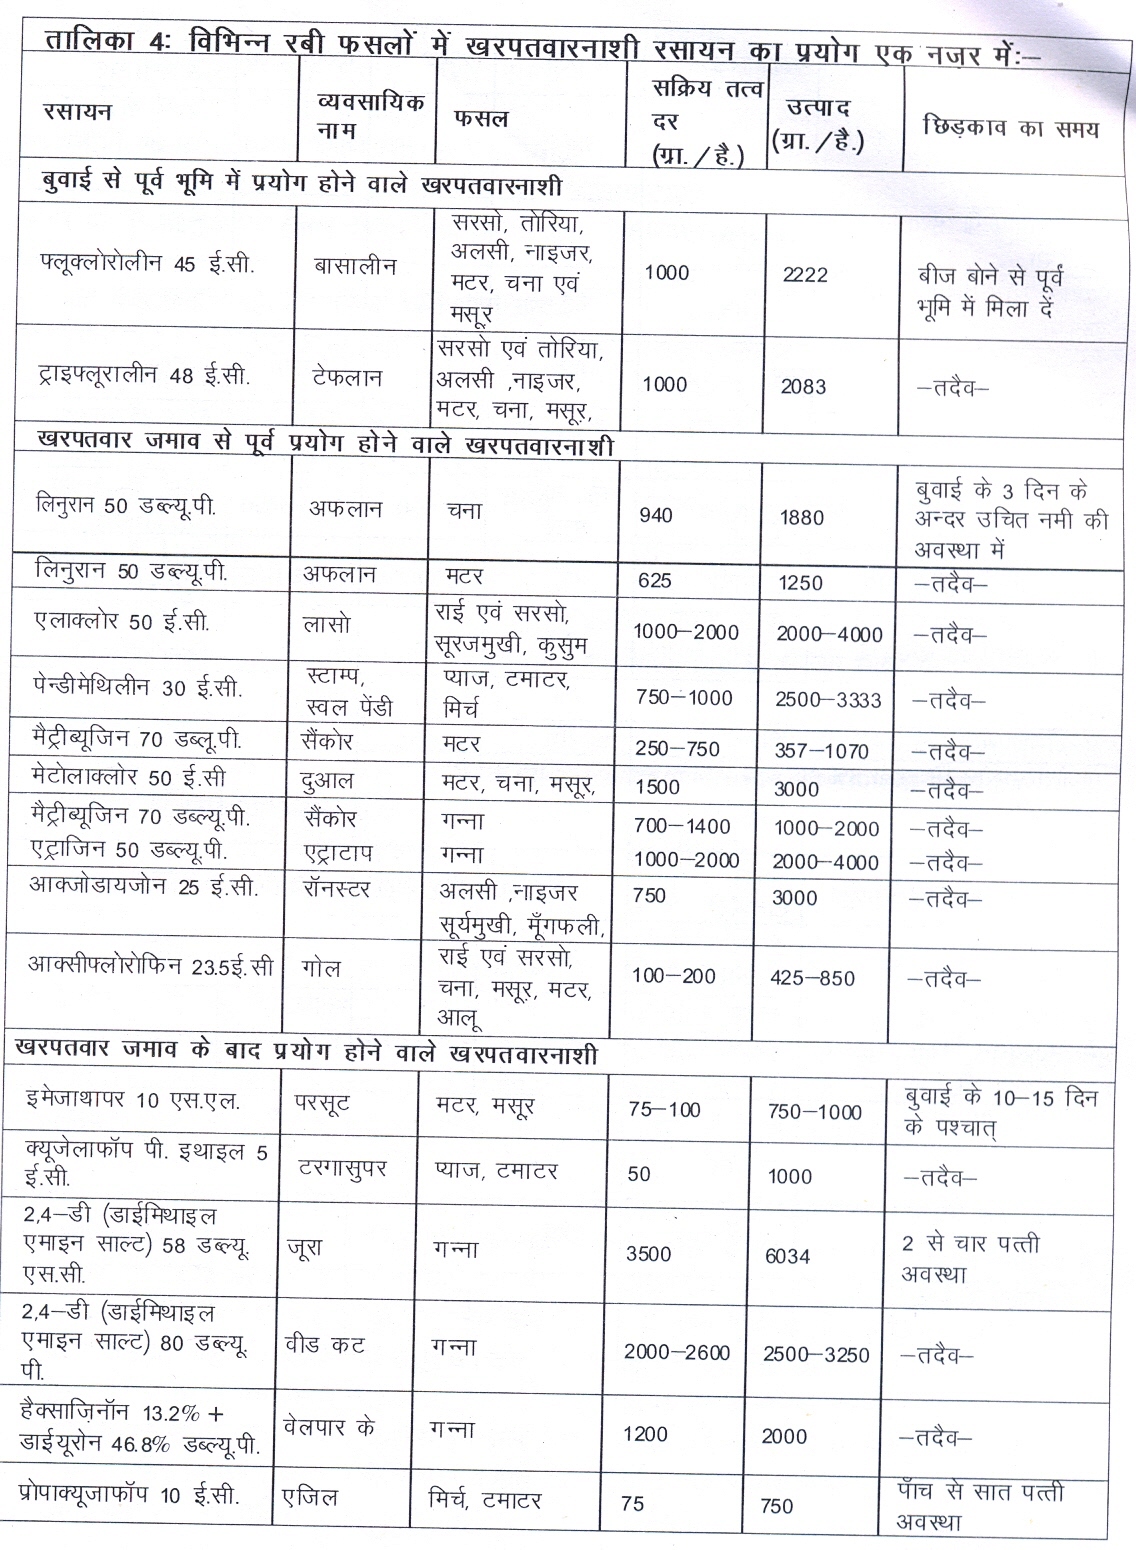 तालिका 4: विभिन्न रबी फसलों में खरपतवारनाशी रसायन का प्रयोग एक नज़र में:–
रसायन
व्यवसायिक
नाम
फसल
सक्रिय तत्व
दर
(ग्रा. / है.)
उत्पाद
(ग्रा. / है.)
छिड़काव का समय
बुवाई से पूर्व भूमि में प्रयोग होने वाले खरपतवारनाशी
फ्लूक्लोरोलीन 45 ई.सी.
बासालीन
सरसो, तोरिया,
अलसी, नाइजर,
मटर, चना एवं
मसूर
1000
2222
बीज बोने से पूर्व
भूमि में मिला दें
ट्राइफ्लूरालीन 48 ई.सी.
टेफलान
सरसो एवं तोरिया,
अलसी ,नाइजर,
मटर, चना, मसूर,
1000
2083
–तदैव–
खरपतवार जमाव से पूर्व प्रयोग होने वाले खरपतवारनाशी
लिनुरान 50 डब्ल्यू.पी.
अफलान
चना
940
1880
बुवाई के 3 दिन के
अन्दर उचित नमी की
अवस्था में
लिनुरान 50 डब्ल्यू.पी.
अफलान
मटर
625
1250
–तदैव–
एलाक्लोर 50 ई.सी.
लासो
राई एवं सरसो,
सूरजमुखी, कुसुम
1000–2000
2000–4000
–तदैव–
पेन्डीमेथिलीन 30 ई.सी.
स्टाम्प,
स्वल पेंडी
प्याज, टमाटर,
मिर्च
750–1000
2500–3333
–तदैव–
मैट्रीब्यूजिन 70 डब्लू.पी.
सैंकोर
मटर
250–750
357–1070
–तदैव–
मेटोलाक्लोर 50 ई.सी
दुआल
मटर, चना, मसूर,
1500
3000
–तदैव–
मैट्रीब्यूजिन 70 डब्ल्यू.पी.
सैंकोर
गन्ना
700–1400
1000–2000
–तदैव–
एट्राजिन 50 डब्ल्यू.पी.
एट्राटाप
गन्ना
1000–2000
2000–4000
–तदैव–
आक्जोडायजोन 25 ई.सी.
रॉनस्टर
अलसी ,नाइजर
सूर्यमुखी, मूँगफली,
750
3000
–तदैव–
आक्सीफ्लोरोफिन 23.5ई.सी
गोल
राई एवं सरसो,
चना, मसूर, मटर,
आलू
100–200
425–850
–तदैव–
खरपतवार जमाव के बाद प्रयोग होने वाले खरपतवारनाशी
इमेजाथापर 10 एस.एल.
परसूट
मटर, मसूर
75–100
750–1000
बुवाई के 10–15 दिन
के पश्चात्
क्यूजेलाफॉप पी. इथाइल 5
ई.सी.
टरगासुपर
प्याज, टमाटर
50
1000
–तदैव–
2,4–डी (डाईमिथाइल
एमाइन साल्ट) 58 डब्ल्यू.
एस.सी.
जूरा
गन्ना
3500
6034
2 से चार पत्ती
अवस्था
2,4–डी (डाईमिथाइल
एमाइन साल्ट) 80 डब्ल्यू.
पी.
वीड कट
गन्ना
2000–2600
2500–3250
–तदैव–
हैक्साज़िनॉन 13.2% +
डाईयूरोन 46.8% डब्ल्यू.पी.
वेलपार के
गन्ना
1200
2000
–तदैव–
प्रोपाक्यूजाफॉप 10 ई.सी.
एजिल
मिर्च, टमाटर
75
750
पाँच से सात पत्ती
अवस्था